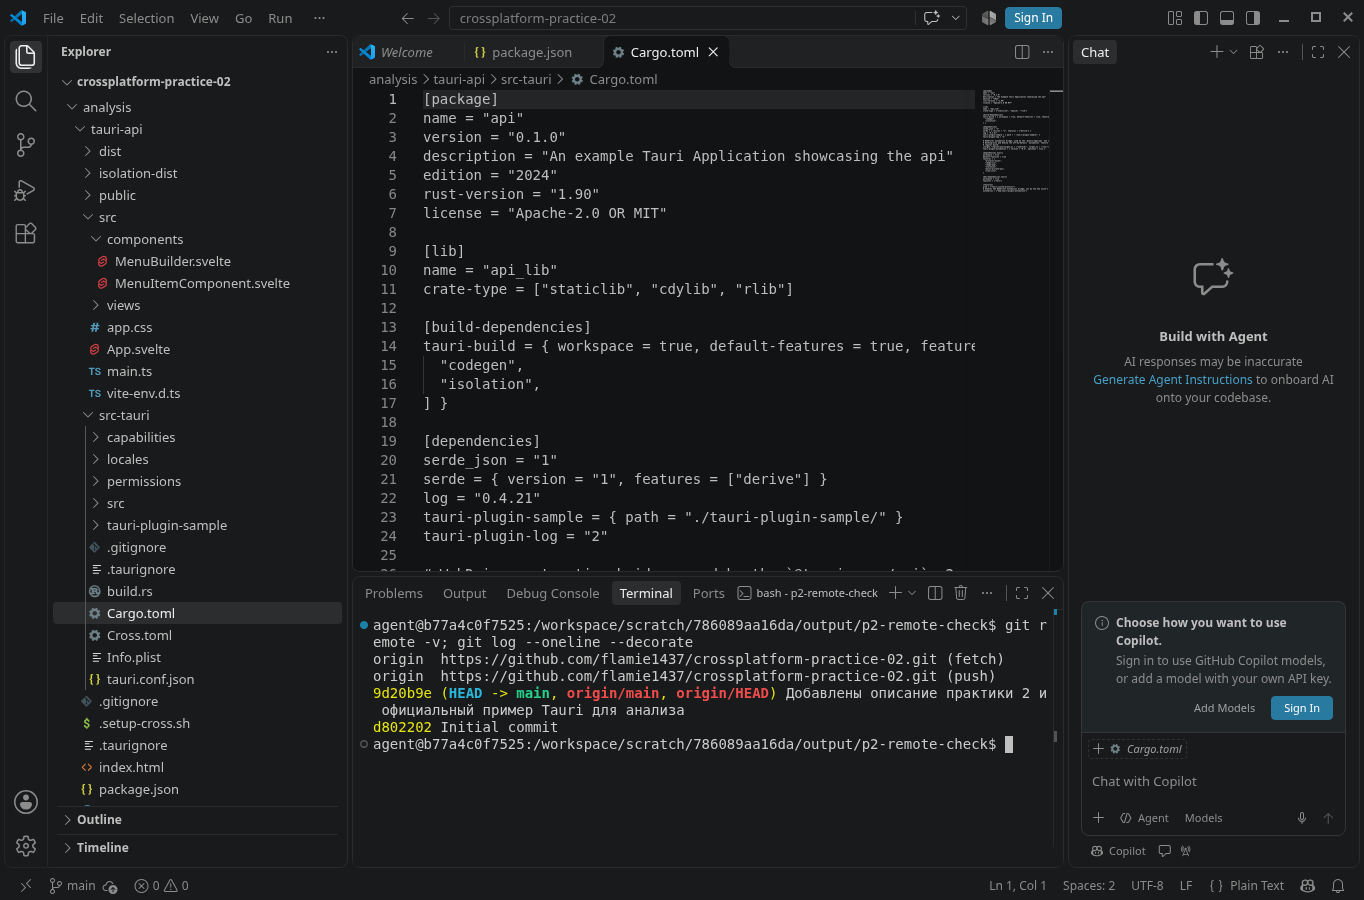 File Edit Selection View Go Run ··· crossplatform-practice-02 Sign In
Explorer ···
crossplatform-practice-02
analysis
tauri-api
dist
isolation-dist
public
src
components
MenuBuilder.svelte
MenuItemComponent.svelte
views
# app.css
App.svelte
TS main.ts
TS vite-env.d.ts
src-tauri
capabilities
locales
permissions
src
tauri-plugin-sample
.gitignore
.taurignore
build.rs
Cargo.toml
Cross.toml
Info.plist
{} tauri.conf.json
.gitignore
$ .setup-cross.sh
.taurignore
<> index.html
{} package.json
Outline
Timeline
Welcome {} package.json Cargo.toml ···
analysis > tauri-api > src-tauri > Cargo.toml
1 [package]
2 name = "api"
3 version = "0.1.0"
4 description = "An example Tauri Application showcasing the api"
5 edition = "2024"
6 rust-version = "1.90"
7 license = "Apache-2.0 OR MIT"
8
9 [lib]
10 name = "api_lib"
11 crate-type = ["staticlib", "cdylib", "rlib"]
12
13 [build-dependencies]
14 tauri-build = { workspace = true, default-features = true, feature
15 "codegen",
16 "isolation",
17 ] }
18
19 [dependencies]
20 serde_json = "1"
21 serde = { version = "1", features = ["derive"] }
22 log = "0.4.21"
23 tauri-plugin-sample = { path = "./tauri-plugin-sample/" }
24 tauri-plugin-log = "2"
25
Problems Output Debug Console Terminal Ports bash - p2-remote-check ···
agent@b77a4c0f7525:/workspace/scratch/786089aa16da/output/p2-remote-check$ git r
emote -v; git log --oneline --decorate
origin  https://github.com/flamie1437/crossplatform-practice-02.git (fetch)
origin  https://github.com/flamie1437/crossplatform-practice-02.git (push)
9d20b9e (HEAD -> main, origin/main, origin/HEAD) Добавлены описание практики 2 и
официальный пример Tauri для анализа
d802202 Initial commit
agent@b77a4c0f7525:/workspace/scratch/786089aa16da/output/p2-remote-check$
Chat ···
Build with Agent
AI responses may be inaccurate
Generate Agent Instructions to onboard AI
onto your codebase.
Choose how you want to use
Copilot.
Sign in to use GitHub Copilot models,
or add a model with your own API key.
Add Models Sign In
Cargo.toml
Chat with Copilot
Agent Models
Copilot
main 0 0 Ln 1, Col 1 Spaces: 2 UTF-8 LF {} Plain Text